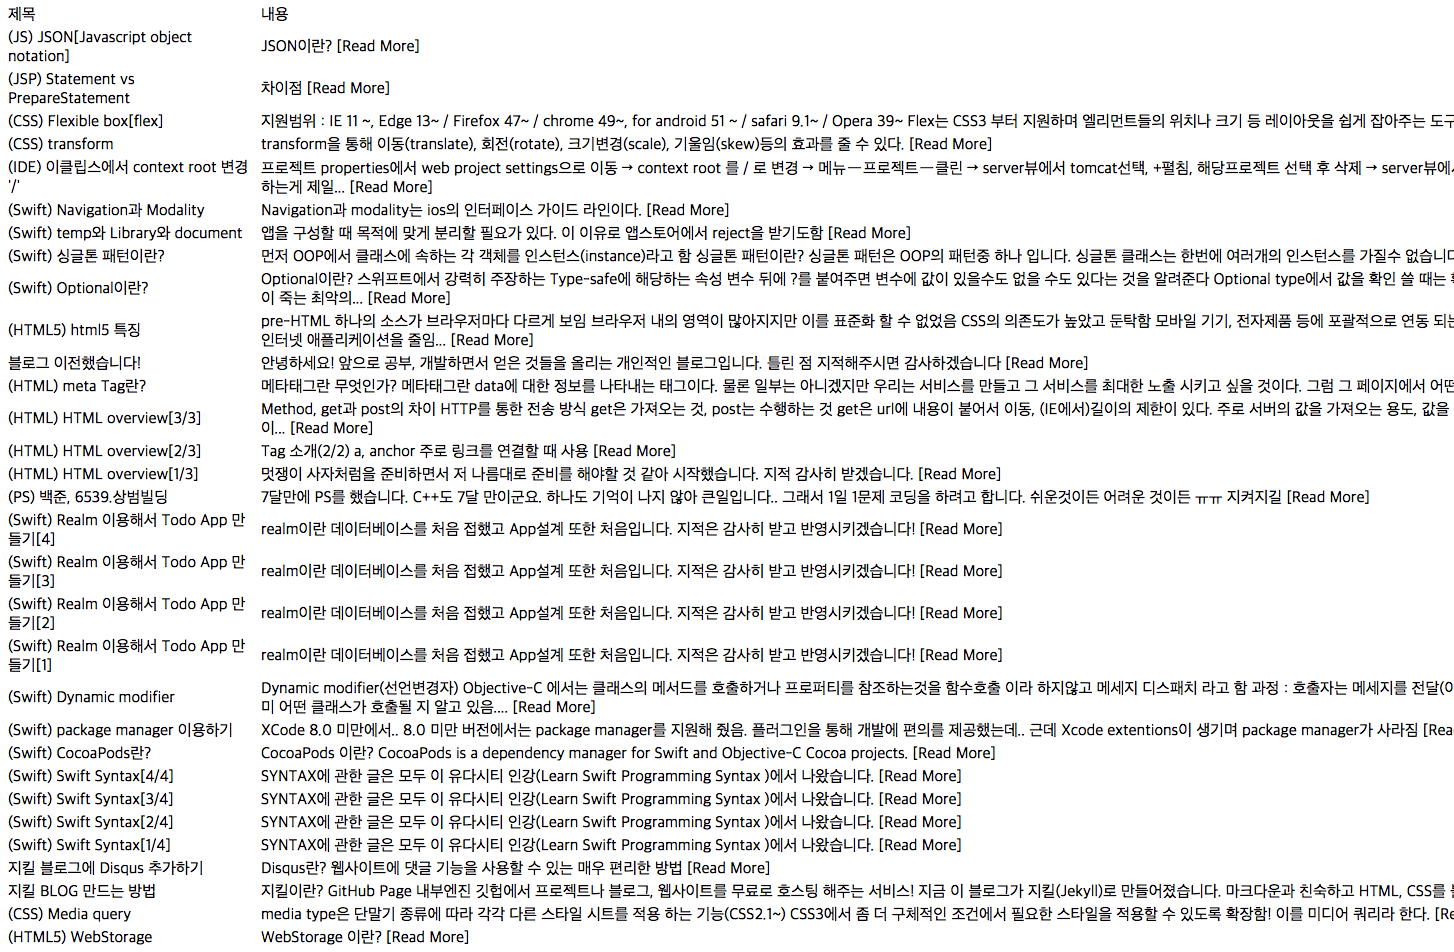 제목 내용
(JS) JSON[Javascript object
notation]
JSON이란? [Read More]
(JSP) Statement vs
PrepareStatement
차이점 [Read More]
(CSS) Flexible box[flex] 지원범위 : IE 11 ~, Edge 13~ / Firefox 47~ / chrome 49~, for android 51 ~ / safari 9.1~ / Opera 39~ Flex는 CSS3 부터 지원하며 엘리먼트들의 위치나 크기 등 레이아웃을 쉽게 잡아주는 도구
(CSS) transform transform을 통해 이동(translate), 회전(rotate), 크기변경(scale), 기울임(skew)등의 효과를 줄 수 있다. [Read More]
(IDE) 이클립스에서 context root 변경
'/'
프로젝트 properties에서 web project settings으로 이동 → context root 를 / 로 변경 → 메뉴—프로젝트—클린 → server뷰에서 tomcat선택, +펼침, 해당프로젝트 선택 후 삭제 → server뷰에서
하는게 제일... [Read More]
(Swift) Navigation과 Modality Navigation과 modality는 ios의 인터페이스 가이드 라인이다. [Read More]
(Swift) temp와 Library와 document 앱을 구성할 때 목적에 맞게 분리할 필요가 있다. 이 이유로 앱스토어에서 reject을 받기도함 [Read More]
(Swift) 싱글톤 패턴이란? 먼저 OOP에서 클래스에 속하는 각 객체를 인스턴스(instance)라고 함 싱글톤 패턴이란? 싱글톤 패턴은 OOP의 패턴중 하나 입니다. 싱글톤 클래스는 한번에 여러개의 인스턴스를 가질수 없습니다
(Swift) Optional이란?
Optional이란? 스위프트에서 강력히 주장하는 Type-safe에 해당하는 속성 변수 뒤에 ?를 붙여주면 변수에 값이 있을수도 없을 수도 있다는 것을 알려준다 Optional type에서 값을 확인 쓸 때는
이 죽는 최악의... [Read More]
(HTML5) html5 특징
pre-HTML 하나의 소스가 브라우저마다 다르게 보임 브라우저 내의 영역이 많아지지만 이를 표준화 할 수 없었음 CSS의 의존도가 높았고 둔탁함 모바일 기기, 전자제품 등에 포괄적으로 연동 되는
인터넷 애플리케이션을 줄임... [Read More]
블로그 이전했습니다! 안녕하세요! 앞으로 공부, 개발하면서 얻은 것들을 올리는 개인적인 블로그입니다. 틀린 점 지적해주시면 감사하겠습니다 [Read More]
(HTML) meta Tag란? 메타태그란 무엇인가? 메타태그란 data에 대한 정보를 나타내는 태그이다. 물론 일부는 아니겠지만 우리는 서비스를 만들고 그 서비스를 최대한 노출 시키고 싶을 것이다. 그럼 그 페이지에서 어떤
(HTML) HTML overview[3/3]
Method, get과 post의 차이 HTTP를 통한 전송 방식 get은 가져오는 것, post는 수행하는 것 get은 url에 내용이 붙어서 이동, (IE에서)길이의 제한이 있다. 주로 서버의 값을 가져오는 용도, 값을
이... [Read More]
(HTML) HTML overview[2/3] Tag 소개(2/2) a, anchor 주로 링크를 연결할 때 사용 [Read More]
(HTML) HTML overview[1/3] 멋쟁이 사자처럼을 준비하면서 저 나름대로 준비를 해야할 것 같아 시작했습니다. 지적 감사히 받겠습니다. [Read More]
(PS) 백준, 6539.상범빌딩 7달만에 PS를 했습니다. C++도 7달 만이군요. 하나도 기억이 나지 않아 큰일입니다.. 그래서 1일 1문제 코딩을 하려고 합니다. 쉬운것이든 어려운 것이든 ㅠㅠ 지켜지길 [Read More]
(Swift) Realm 이용해서 Todo App 만
들기[4]
realm이란 데이터베이스를 처음 접했고 App설계 또한 처음입니다. 지적은 감사히 받고 반영시키겠습니다! [Read More]
(Swift) Realm 이용해서 Todo App 만
들기[3]
realm이란 데이터베이스를 처음 접했고 App설계 또한 처음입니다. 지적은 감사히 받고 반영시키겠습니다! [Read More]
(Swift) Realm 이용해서 Todo App 만
들기[2]
realm이란 데이터베이스를 처음 접했고 App설계 또한 처음입니다. 지적은 감사히 받고 반영시키겠습니다! [Read More]
(Swift) Realm 이용해서 Todo App 만
들기[1]
realm이란 데이터베이스를 처음 접했고 App설계 또한 처음입니다. 지적은 감사히 받고 반영시키겠습니다! [Read More]
(Swift) Dynamic modifier
Dynamic modifier(선언변경자) Objective-C 에서는 클래스의 메서드를 호출하거나 프로퍼티를 참조하는것을 함수호출 이라 하지않고 메세지 디스패치 라고 함 과정 : 호출자는 메세지를 전달(이
미 어떤 클래스가 호출될 지 알고 있음.... [Read More]
(Swift) package manager 이용하기 XCode 8.0 미만에서.. 8.0 미만 버전에서는 package manager를 지원해 줬음. 플러그인을 통해 개발에 편의를 제공했는데.. 근데 Xcode extentions이 생기며 package manager가 사라짐 [Rea
(Swift) CocoaPods란? CocoaPods 이란? CocoaPods is a dependency manager for Swift and Objective-C Cocoa projects. [Read More]
(Swift) Swift Syntax[4/4] SYNTAX에 관한 글은 모두 이 유다시티 인강(Learn Swift Programming Syntax )에서 나왔습니다. [Read More]
(Swift) Swift Syntax[3/4] SYNTAX에 관한 글은 모두 이 유다시티 인강(Learn Swift Programming Syntax )에서 나왔습니다. [Read More]
(Swift) Swift Syntax[2/4] SYNTAX에 관한 글은 모두 이 유다시티 인강(Learn Swift Programming Syntax )에서 나왔습니다. [Read More]
(Swift) Swift Syntax[1/4] SYNTAX에 관한 글은 모두 이 유다시티 인강(Learn Swift Programming Syntax )에서 나왔습니다. [Read More]
지킬 블로그에 Disqus 추가하기 Disqus란? 웹사이트에 댓글 기능을 사용할 수 있는 매우 편리한 방법 [Read More]
지킬 BLOG 만드는 방법 지킬이란? GitHub Page 내부엔진 깃헙에서 프로젝트나 블로그, 웹사이트를 무료로 호스팅 해주는 서비스! 지금 이 블로그가 지킬(Jekyll)로 만들어졌습니다. 마크다운과 친숙하고 HTML, CSS를
(CSS) Media query media type은 단말기 종류에 따라 각각 다른 스타일 시트를 적용 하는 기능(CSS2.1~) CSS3에서 좀 더 구체적인 조건에서 필요한 스타일을 적용할 수 있도록 확장함! 이를 미디어 쿼리라 한다. [Re
(HTML5) WebStorage WebStorage 이란? [Read More]